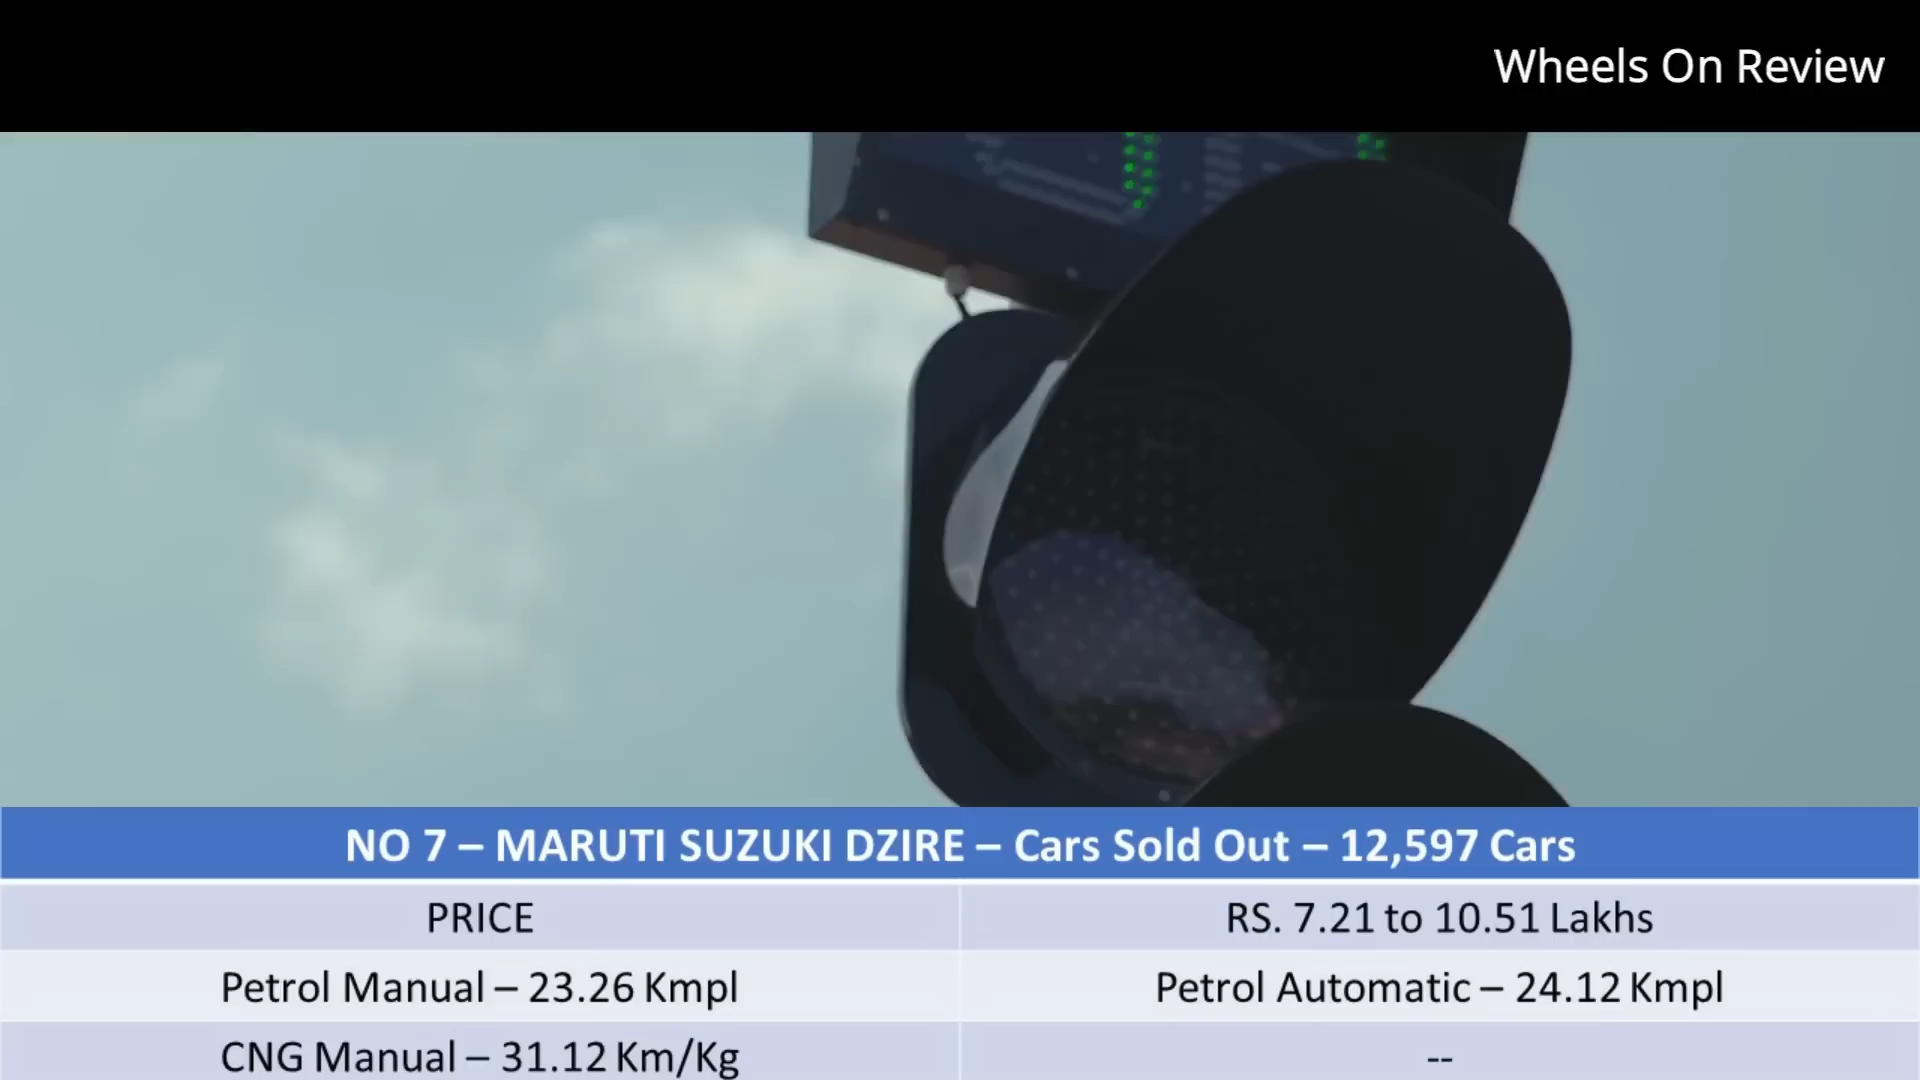 Wheels On Review
NO 7 – MARUTI SUZUKI DZIRE – Cars Sold Out – 12,597 Cars
PRICE
RS. 7.21 to 10.51 Lakhs
Petrol Manual – 23.26 Kmpl
Petrol Automatic – 24.12 Kmpl
CNG Manual – 31.12 Km/Kg
--